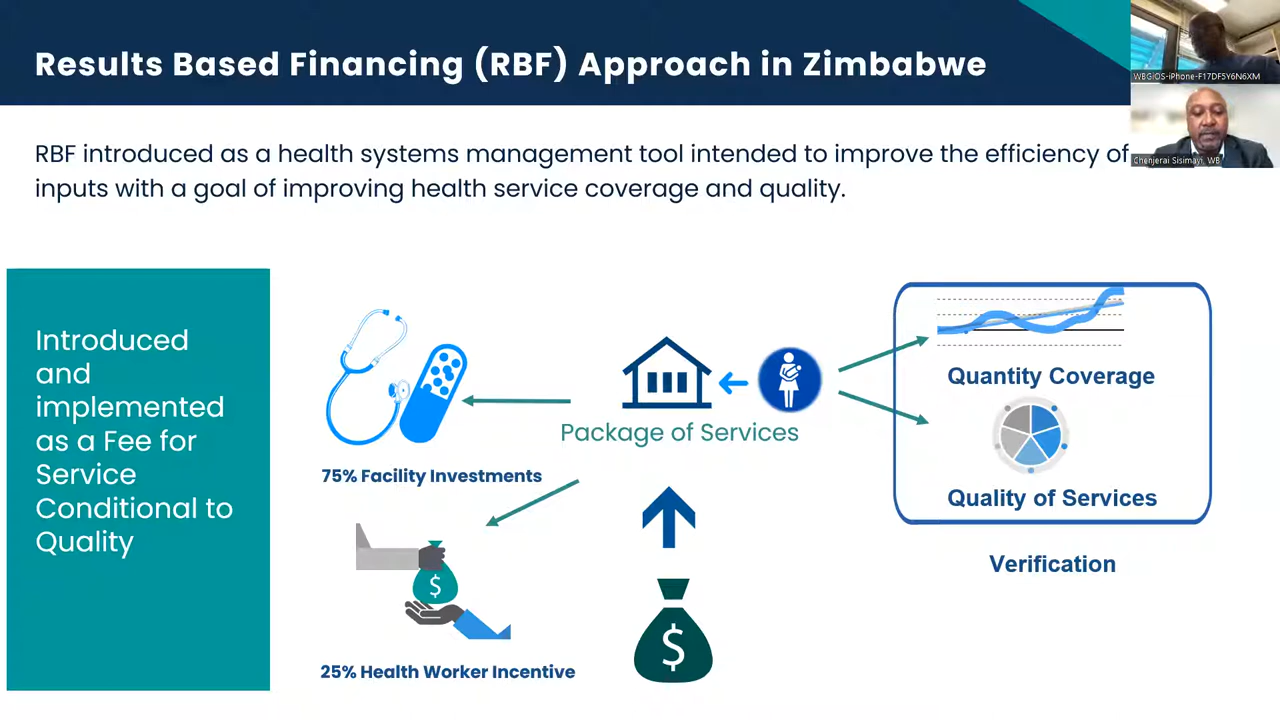 Results Based Financing (RBF) Approach in Zimbabwe
WBGiOS-iPhone-F17DF5Y6N6XM
Chenjerai Sisimayi, WB
RBF introduced as a health systems management tool intended to improve the efficiency of
inputs with a goal of improving health service coverage and quality.
Introduced
and
implemented
as a Fee for
Service
Conditional to
Quality
75% Facility Investments
$
25% Health Worker Incentive
Package of Services
$
Quantity Coverage
Quality of Services
Verification